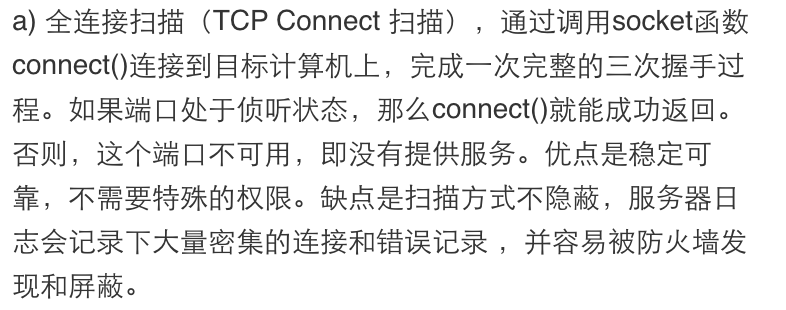 a) 全连接扫描（TCP Connect 扫描），通过调用socket函数
connect()连接到目标计算机上，完成一次完整的三次握手过
程。如果端口处于侦听状态，那么connect()就能成功返回。
否则，这个端口不可用，即没有提供服务。优点是稳定可
靠，不需要特殊的权限。缺点是扫描方式不隐蔽，服务器日
志会记录下大量密集的连接和错误记录 ，并容易被防火墙发
现和屏蔽。